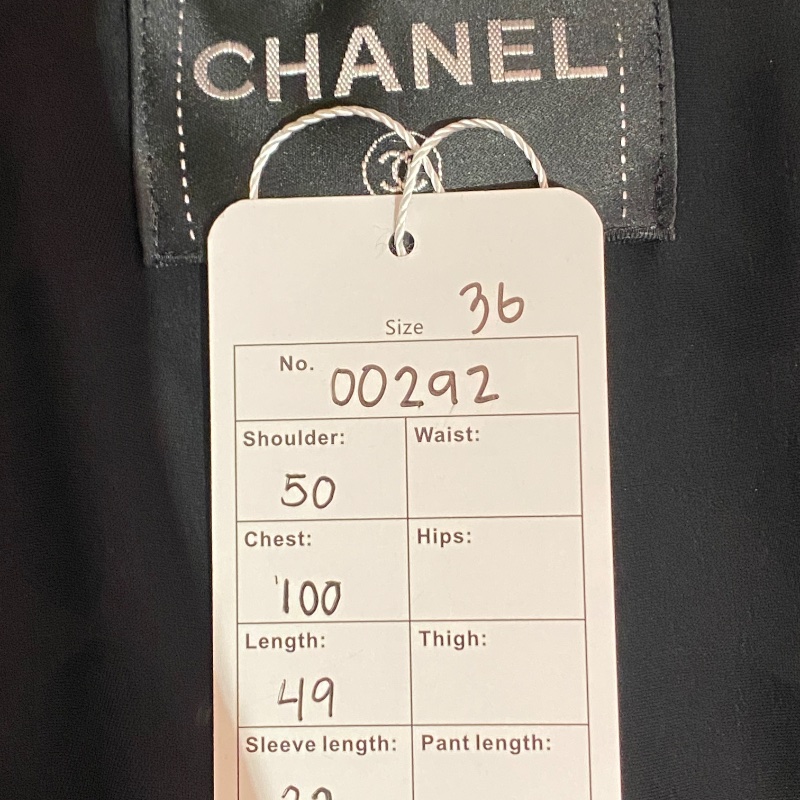 CHANEL
Size 36
No. 00292
Shoulder: Waist:
50
Chest: Hips:
100
Length: Thigh:
49
Sleeve length: Pant length: